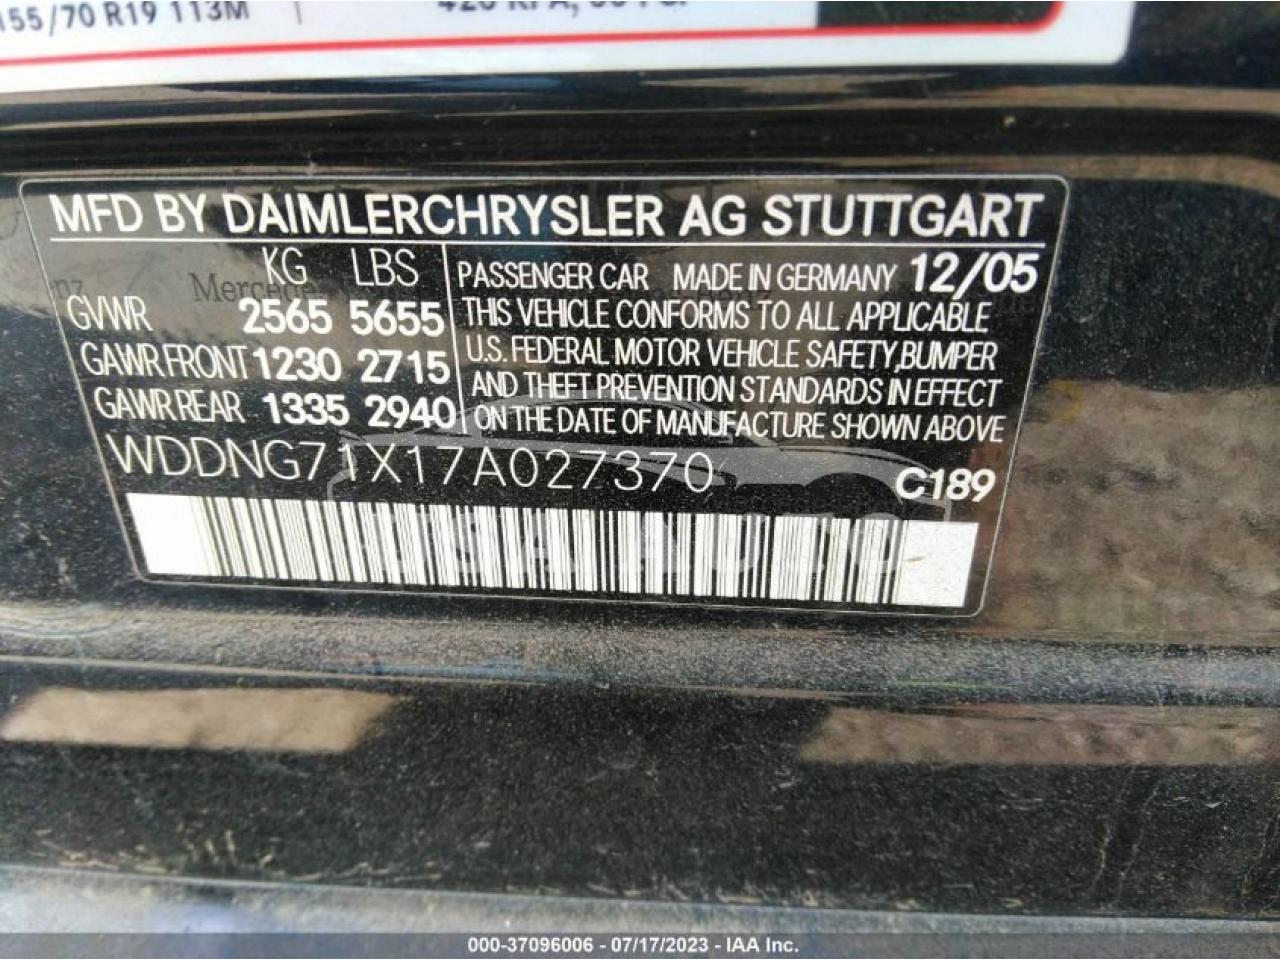 155/70 R19 113M
MFD BY DAIMLERCHRYSLER AG STUTTGART
KG LBS
GVWR 2565 5655
GAWR FRONT 1230 2715
GAWR REAR 1335 2940
PASSENGER CAR MADE IN GERMANY 12/05
THIS VEHICLE CONFORMS TO ALL APPLICABLE
U.S. FEDERAL MOTOR VEHICLE SAFETY, BUMPER
AND THEFT PREVENTION STANDARDS IN EFFECT
ON THE DATE OF MANUFACTURE SHOWN ABOVE
WDDNG71X17A027370
C189
USA AUTO
000-37096006 - 07/17/2023 - IAA Inc.